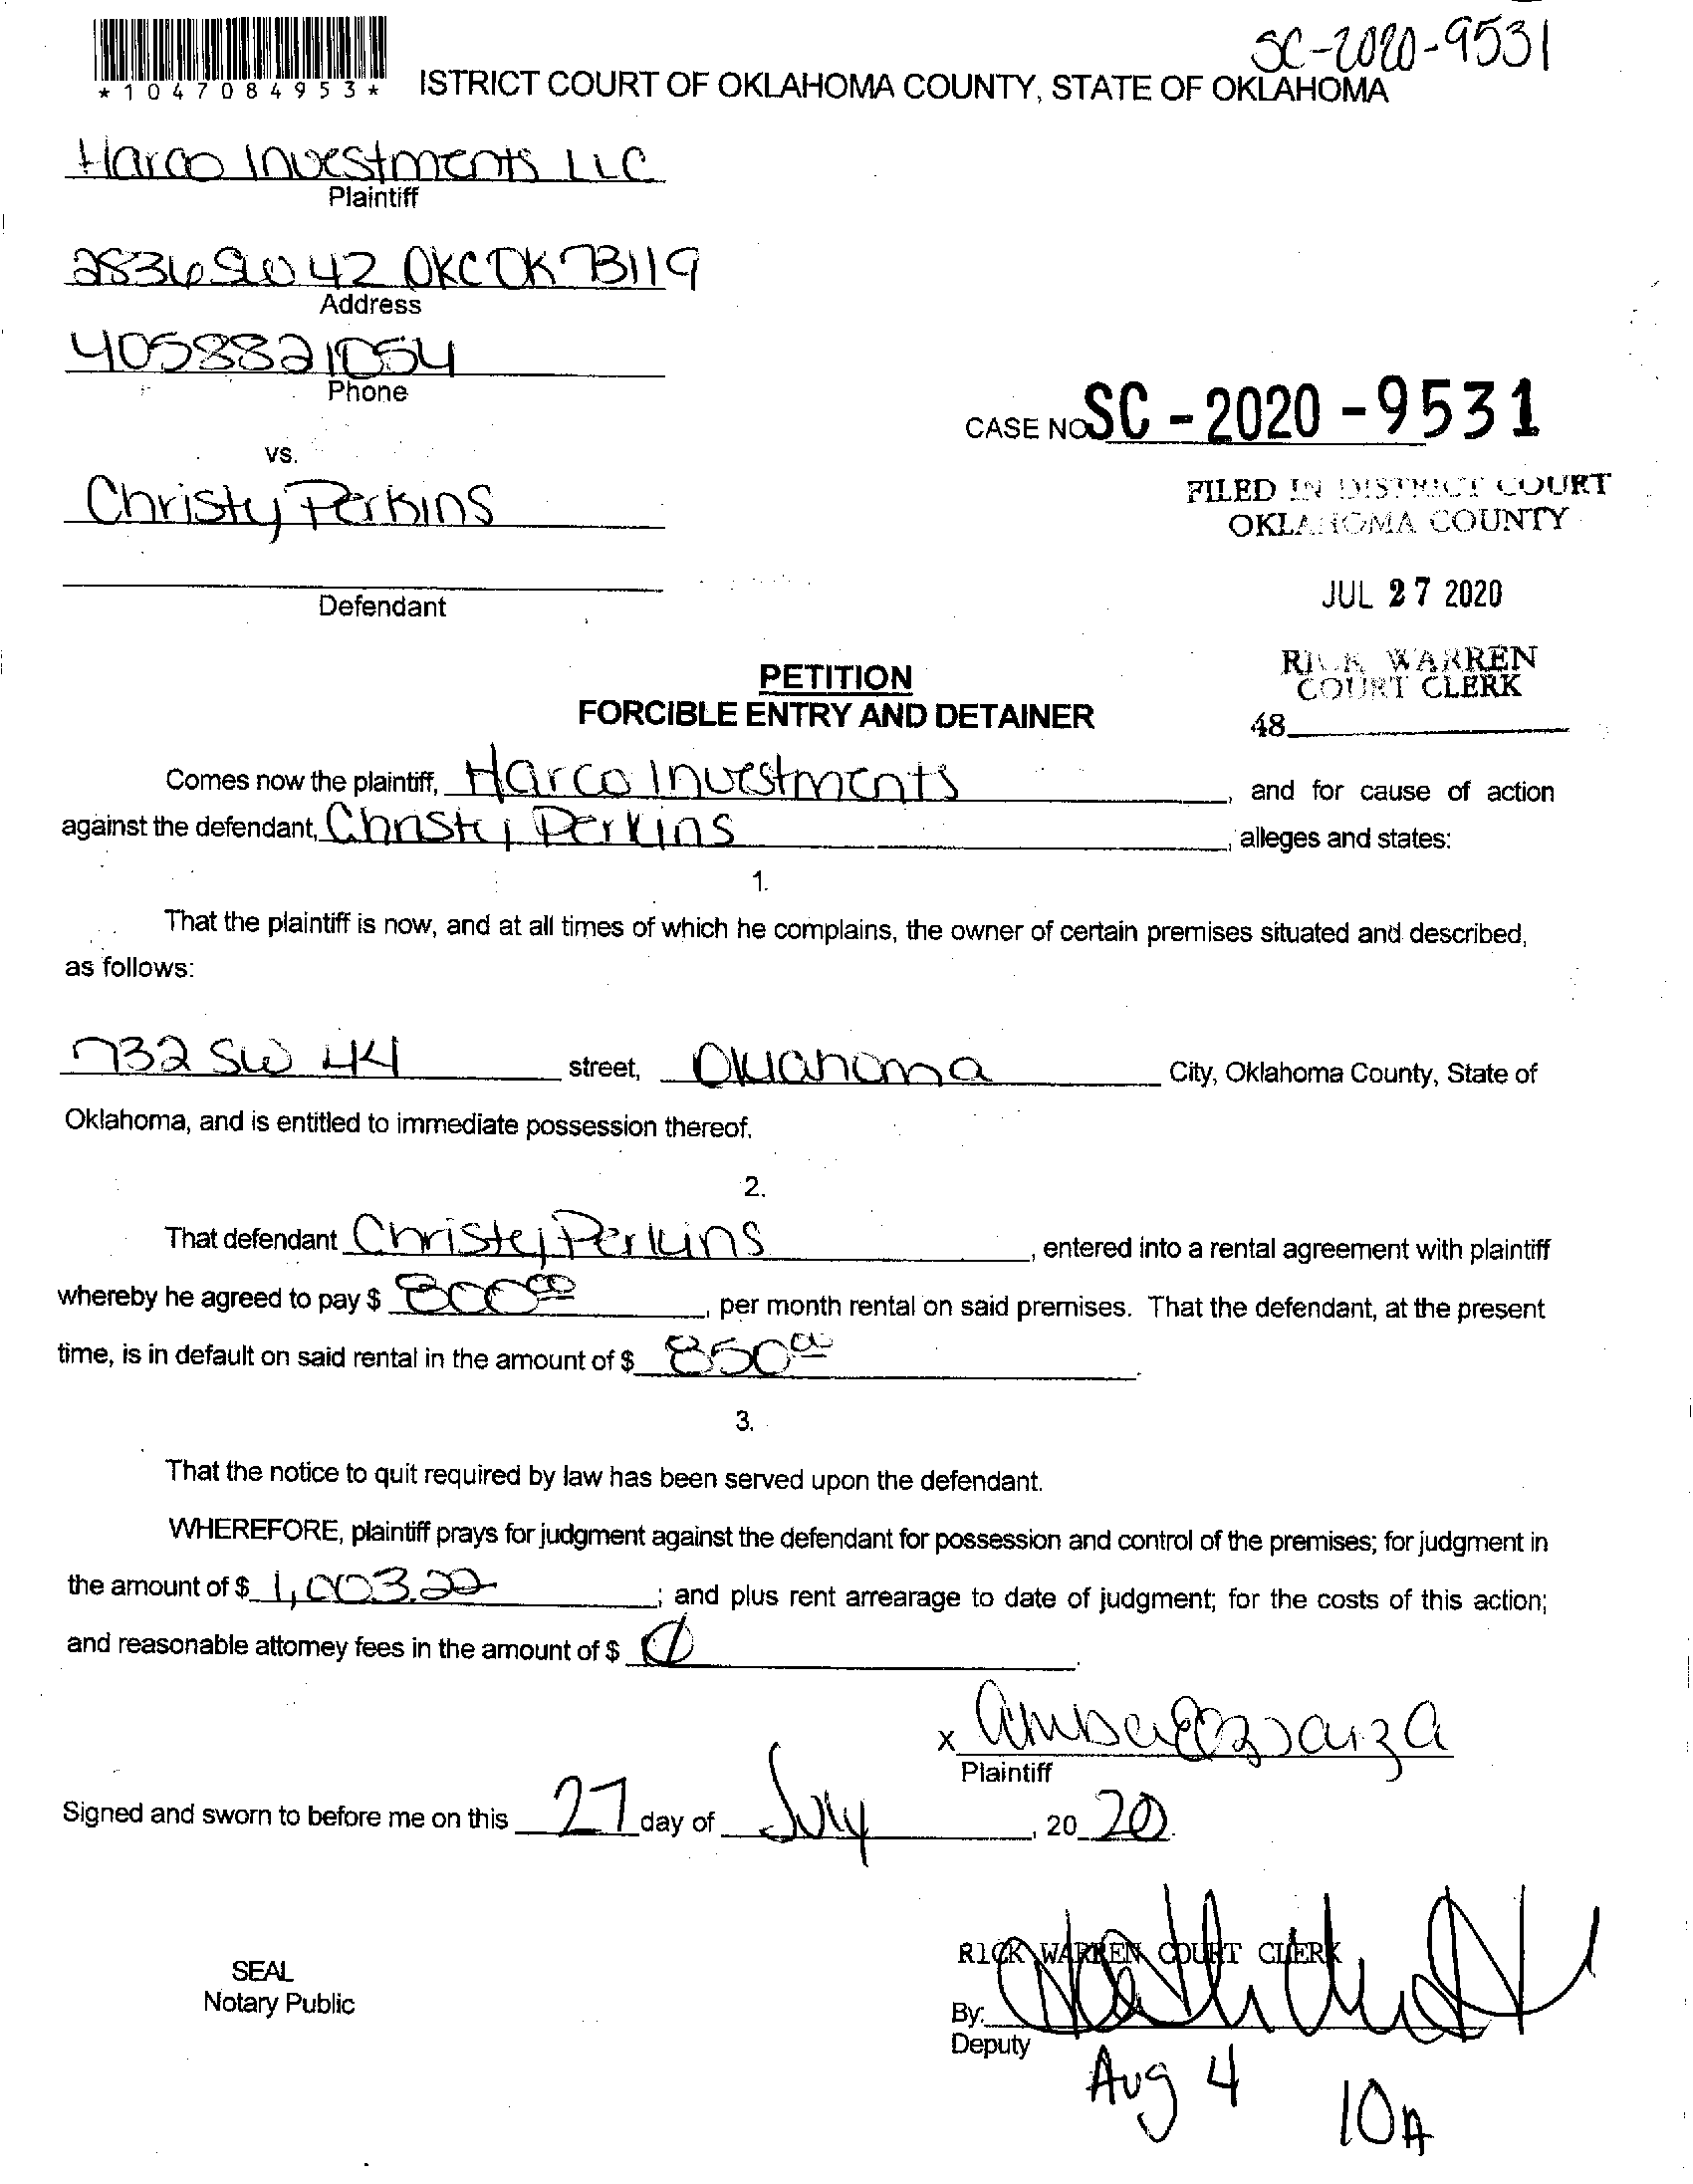 SC-2020-9531
*1047084953*
ISTRICT COURT OF OKLAHOMA COUNTY, STATE OF OKLAHOMA
Harco Investments LLC
Plaintiff
2836 SW 42 OKC OK 73119
Address
4058821054
Phone
CASE NO SC-2020-9531
vs.
Christy Perkins
FILED IN DISTRICT COURT
OKLAHOMA COUNTY
JUL 27 2020
Defendant
RICK WARREN
COURT CLERK
48
PETITION
FORCIBLE ENTRY AND DETAINER
Comes now the plaintiff, Harco Investments, and for cause of action
against the defendant, Christy Perkins, alleges and states:
1.
That the plaintiff is now, and at all times of which he complains, the owner of certain premises situated and described,
as follows:
732 SW 44 street, Oklahoma City, Oklahoma County, State of
Oklahoma, and is entitled to immediate possession thereof.
2.
That defendant Christy Perkins, entered into a rental agreement with plaintiff
whereby he agreed to pay $ 800 00, per month rental on said premises. That the defendant, at the present
time, is in default on said rental in the amount of $ 850 00.
3.
That the notice to quit required by law has been served upon the defendant.
WHEREFORE, plaintiff prays for judgment against the defendant for possession and control of the premises; for judgment in
the amount of $ 1,003.22; and plus rent arrearage to date of judgment; for the costs of this action;
and reasonable attorney fees in the amount of $ Ø.
x
Plaintiff
Signed and sworn to before me on this 27 day of July, 2020.
RICK WARREN COURT CLERK
SEAL
Notary Public
By:
Deputy
Aug 4 10A